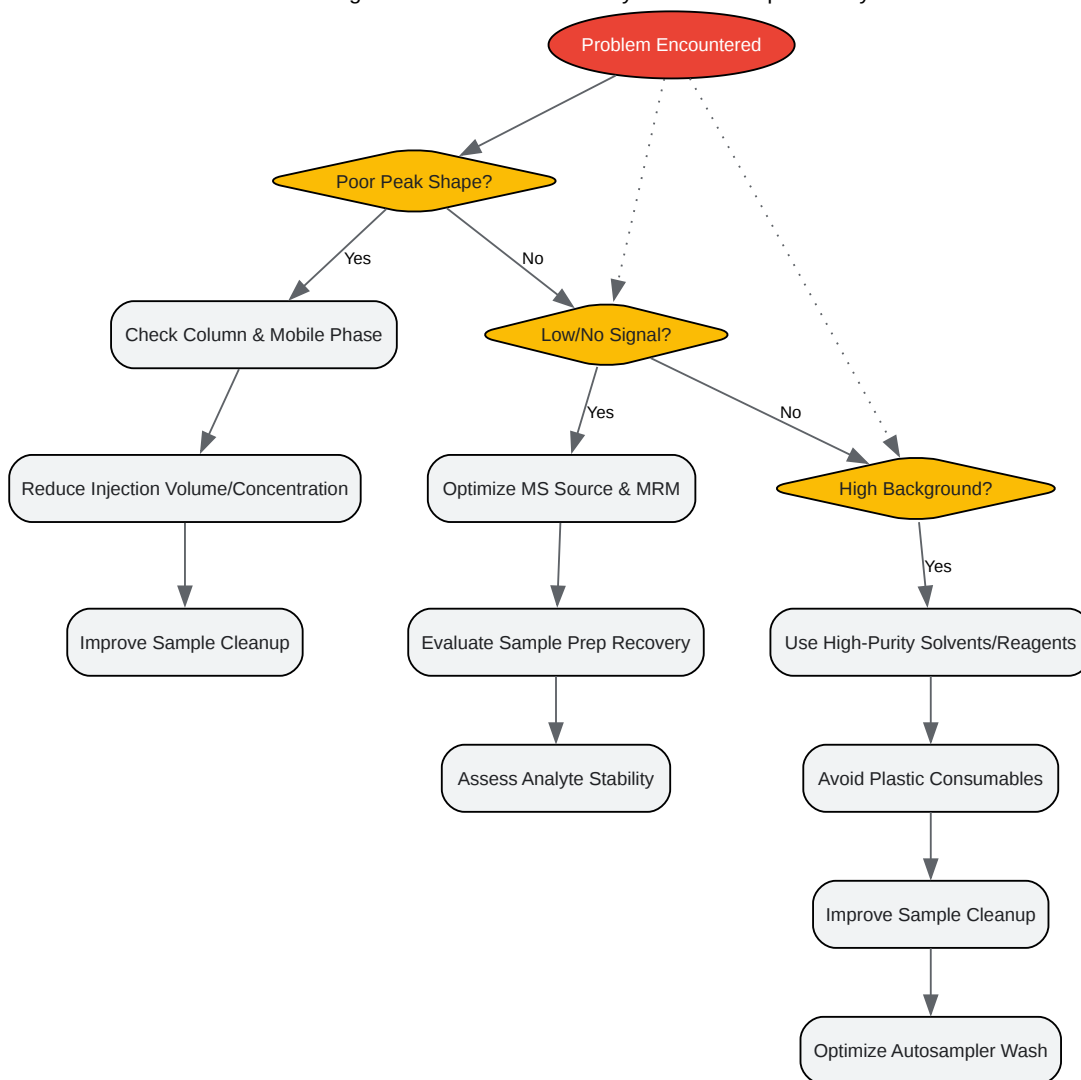 Problem Encountered
Poor Peak Shape?
Yes
No
Check Column & Mobile Phase
Low/No Signal?
Yes
No
Reduce Injection Volume/Concentration
Optimize MS Source & MRM
High Background?
Yes
Improve Sample Cleanup
Evaluate Sample Prep Recovery
Use High-Purity Solvents/Reagents
Assess Analyte Stability
Avoid Plastic Consumables
Improve Sample Cleanup
Optimize Autosampler Wash